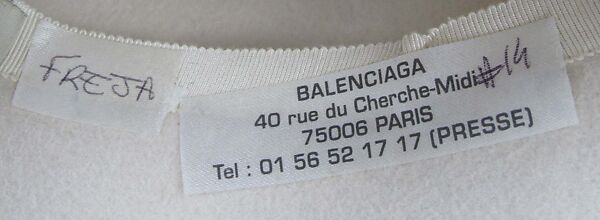 FREJA
BALENCIAGA
40 rue du Cherche-Midi #14
75006 PARIS
Tel : 01 56 52 17 17 (PRESSE)